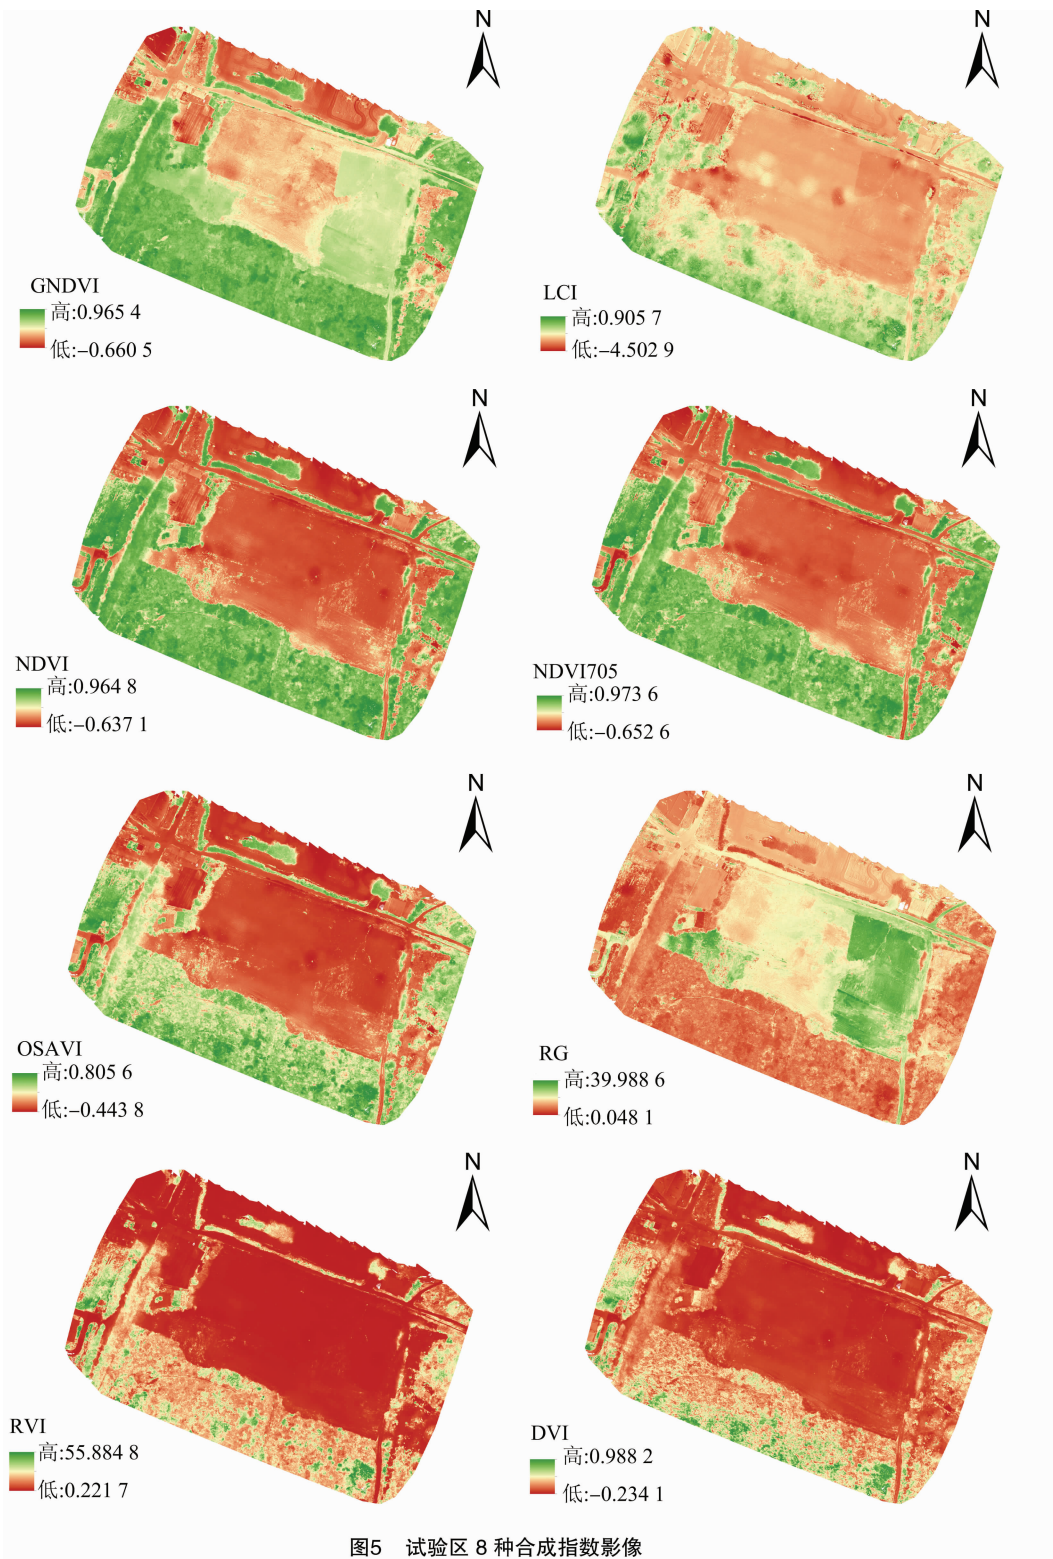 N
N
GNDVI
高:0.965 4
低:-0.660 5
LCI
高:0.905 7
低:-4.502 9
N
N
NDVI
高:0.964 8
低:-0.637 1
NDVI705
高:0.973 6
低:-0.652 6
N
N
OSAVI
高:0.805 6
低:-0.443 8
RG
高:39.988 6
低:0.048 1
N
N
RVI
高:55.884 8
低:0.221 7
DVI
高:0.988 2
低:-0.234 1
图5 试验区 8 种合成指数影像